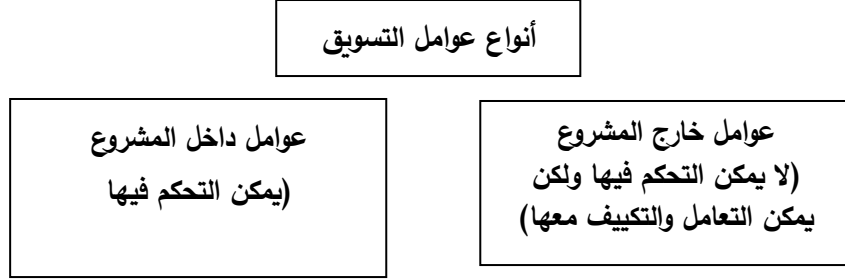 أنواع عوامل التسويق
عوامل خارج المشروع
(لا يمكن التحكم فيها ولكن
يمكن التعامل والتكييف معها)
عوامل داخل المشروع
(يمكن التحكم فيها